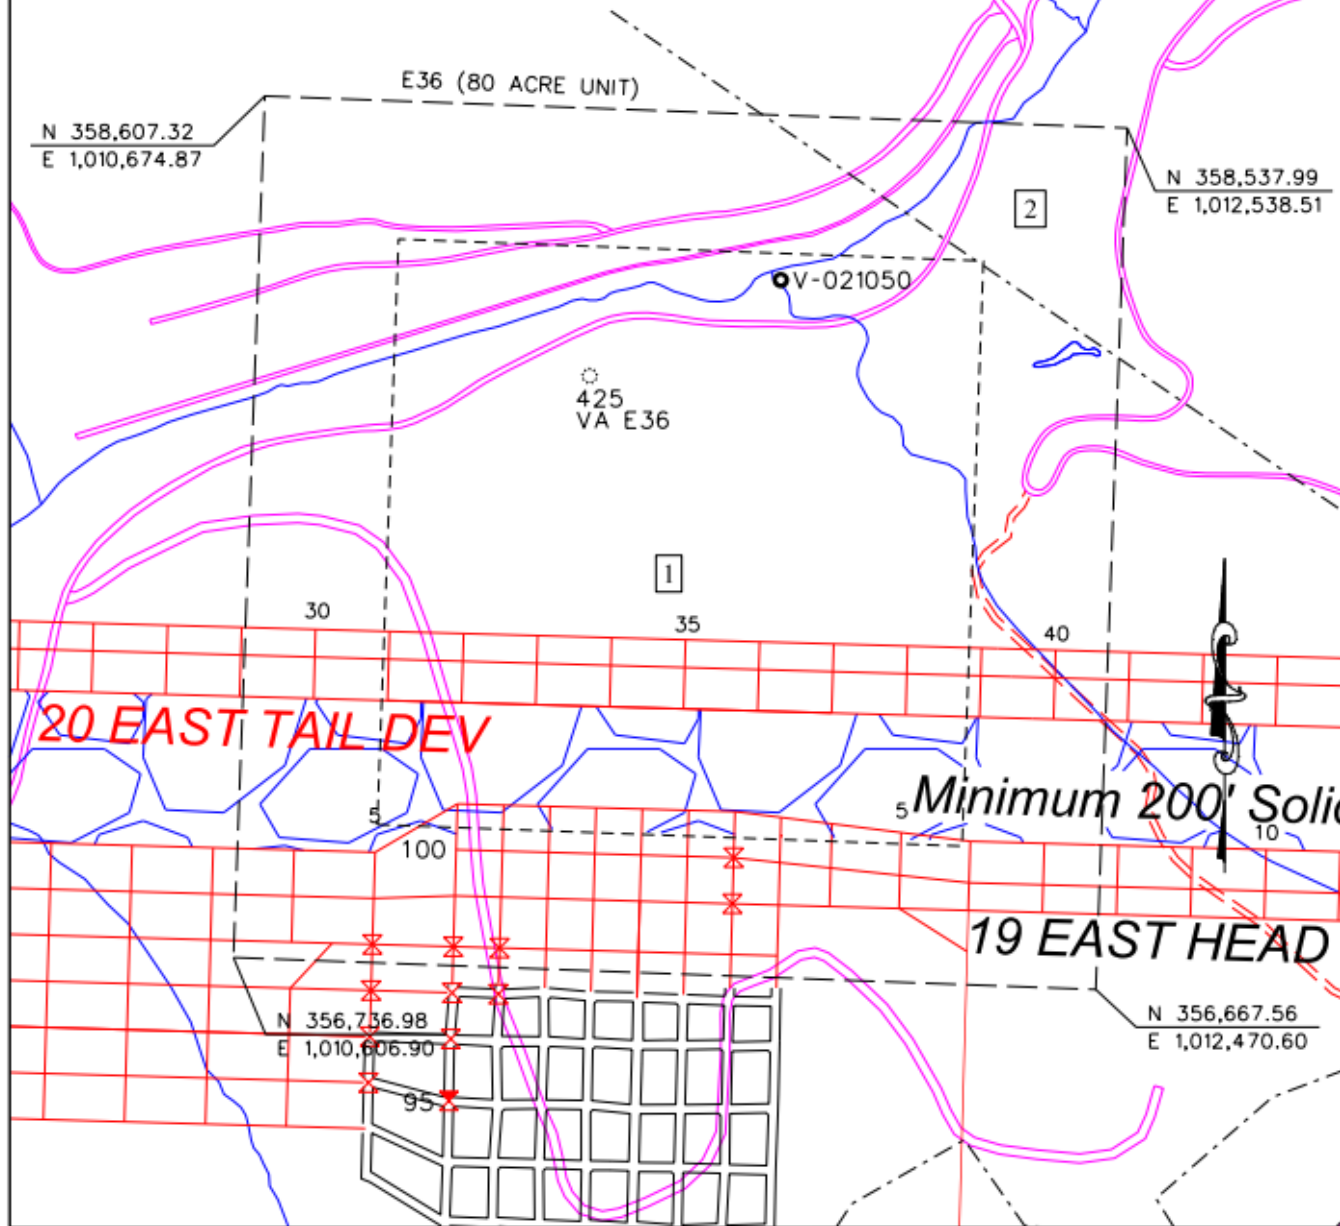 E36 (80 ACRE UNIT)
N 358,607.32
E 1,010,674.87
N 358,537.99
E 1,012,538.51
2
V-021050
425
VA E36
1
30
35
40
20 EAST TAIL DEV
5
5
Minimum 200' Solid
10
100
19 EAST HEAD
N 356,736.98
E 1,010,606.90
N 356,667.56
E 1,012,470.60
95